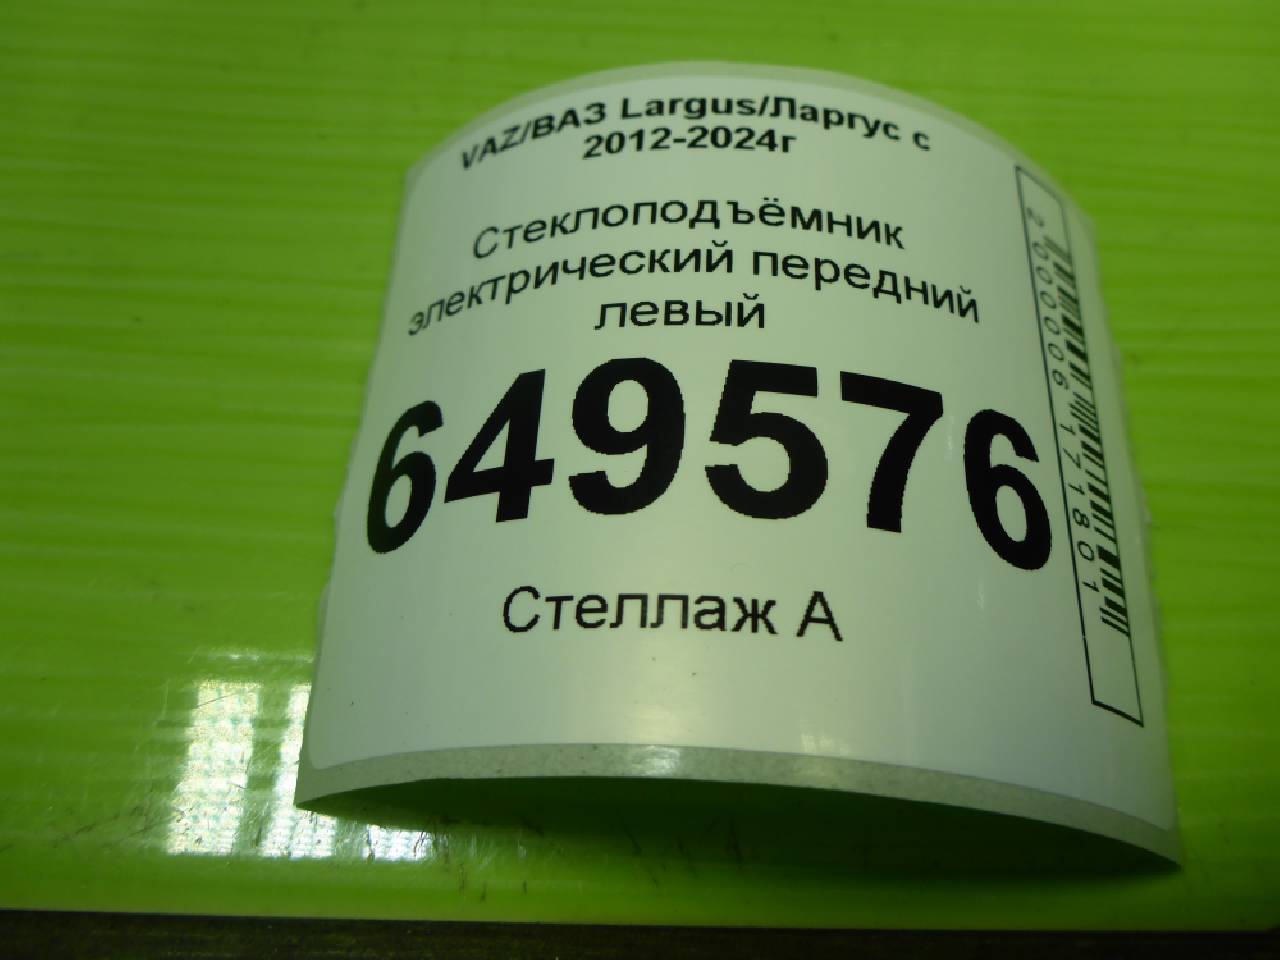 VAZ/ВАЗ Largus/Ларгус с
2012-2024г
Стеклоподъёмник
электрический передний
левый
649576
Стеллаж А
2000006171801